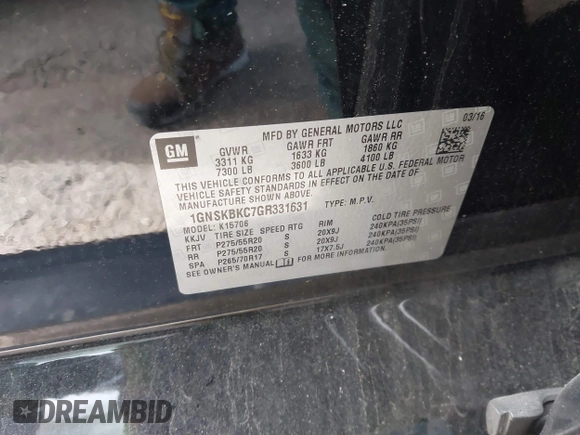 MFD BY GENERAL MOTORS LLC
03/16
GM
GVWR GAWR FRT GAWR RR
3311 KG 1633 KG 1860 KG
7300 LB 3600 LB 4100 LB
THIS VEHICLE CONFORMS TO ALL APPLICABLE U.S. FEDERAL MOTOR
VEHICLE SAFETY STANDARDS IN EFFECT ON THE DATE OF
MANUFACTURE SHOWN ABOVE.
1GNSKBKC7GR331631 TYPE: M.P.V.
MODEL: K15706
KKJV TIRE SIZE SPEED RTG RIM COLD TIRE PRESSURE
FRT P275/55R20 S 20X9J 240KPA(35PSI)
RR P275/55R20 S 20X9J 240KPA(35PSI)
SPA P265/70R17 17X7.5J 240KPA(35PSI)
SEE OWNER'S MANUAL FOR MORE INFORMATION.
DREAMBID